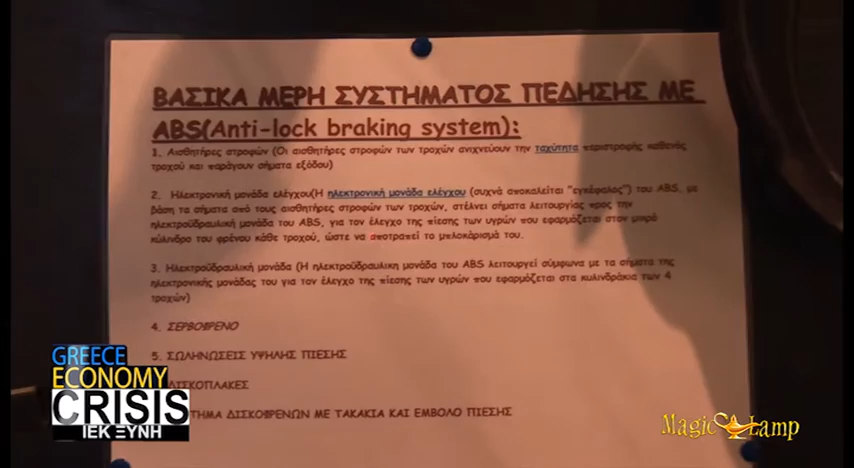 ΒΑΣΙΚΑ ΜΕΡΗ ΣΥΣΤΗΜΑΤΟΣ ΠΕΔΗΣΗΣ ΜΕ
ABS(Anti-lock braking system):
1. Αισθητήρες στροφών (Οι αισθητήρες στροφών των τροχών ανιχνεύουν την ταχύτητα περιστροφής καθενός
τροχού και παράγουν σήματα εξόδου)
2. Ηλεκτρονική μονάδα ελέγχου(Η ηλεκτρονική μονάδα ελέγχου (συχνά αποκαλείται "εγκέφαλος") του ABS, με
βάση τα σήματα από τους αισθητήρες στροφών των τροχών, στέλνει σήματα λειτουργίας προς την
ηλεκτροϋδραυλική μονάδα του ABS, για τον έλεγχο της πίεσης των υγρών που εφαρμόζεται στον μικρό
κύλινδρο του φρένου κάθε τροχού, ώστε να αποτραπεί το μπλοκάρισμά του.
3. Ηλεκτροϋδραυλική μονάδα (Η ηλεκτροϋδραυλικη μονάδα του ABS λειτουργεί σύμφωνα με τα σήματα της
ηλεκτρονικής μονάδας του για τον έλεγχο της πίεσης των υγρών που εφαρμόζεται στα κυλινδράκια των 4
τροχών)
4. ΣΕΡΒΟΦΡΕΝΟ
5. ΣΩΛΗΝΩΣΕΙΣ ΥΨΗΛΗΣ ΠΙΕΣΗΣ
ΔΙΣΚΟΠΛΑΚΕΣ
ΤΗΜΑ ΔΙΣΚΟΦΡΕΝΩΝ ΜΕ ΤΑΚΑΚΙΑ ΚΑΙ ΕΜΒΟΛΟ ΠΙΕΣΗΣ
GREECE
ECONOMY
CRISIS
ΙΕΚ ΞΥΝΗ
Magic Lamp